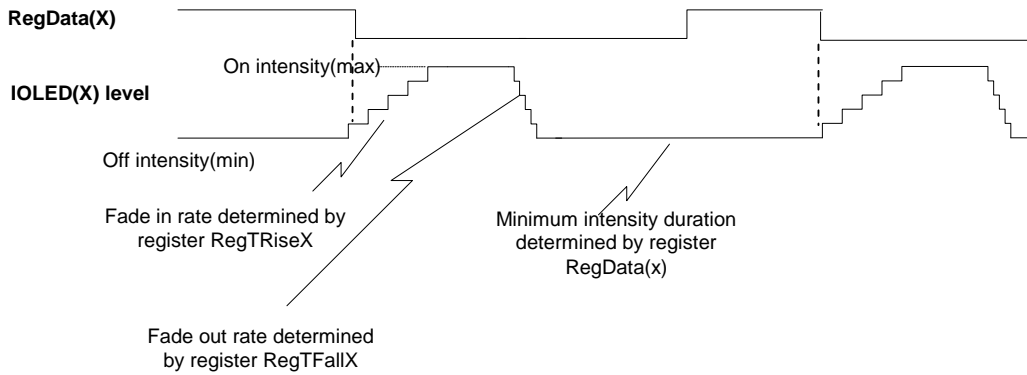 RegData(X)
On intensity(max)
IOLED(X) level
Off intensity(min)
Fade in rate determined by
register RegTRiseX
Minimum intensity duration
determined by register
RegData(x)
Fade out rate determined
by register RegTFallX